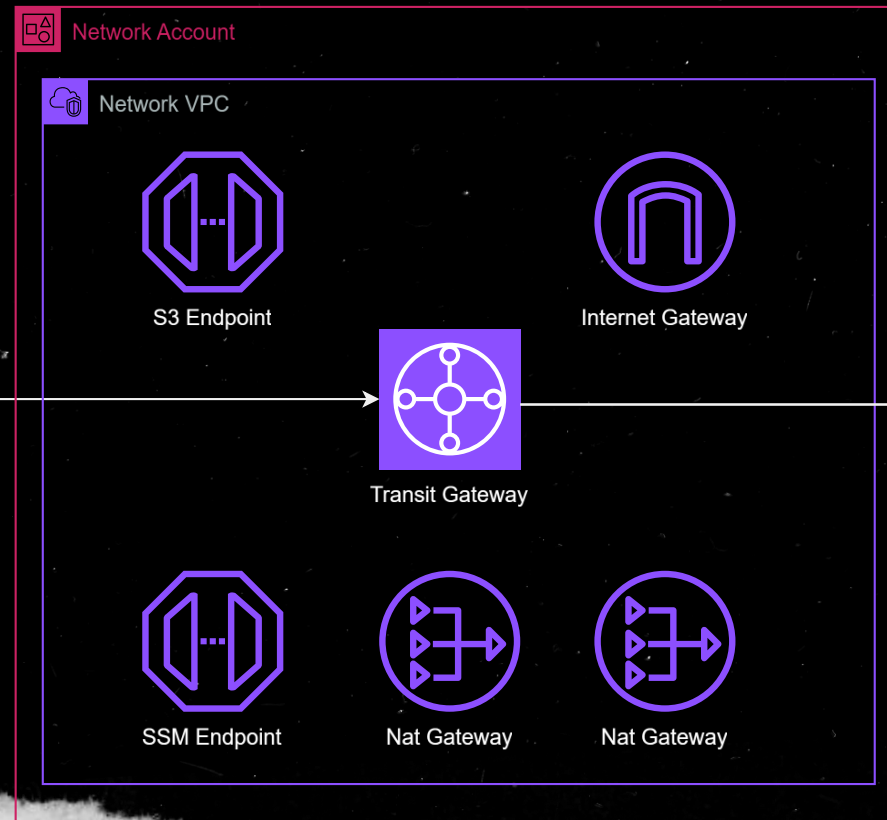 Network Account
Network VPC
S3 Endpoint
Internet Gateway
Transit Gateway
SSM Endpoint
Nat Gateway
Nat Gateway